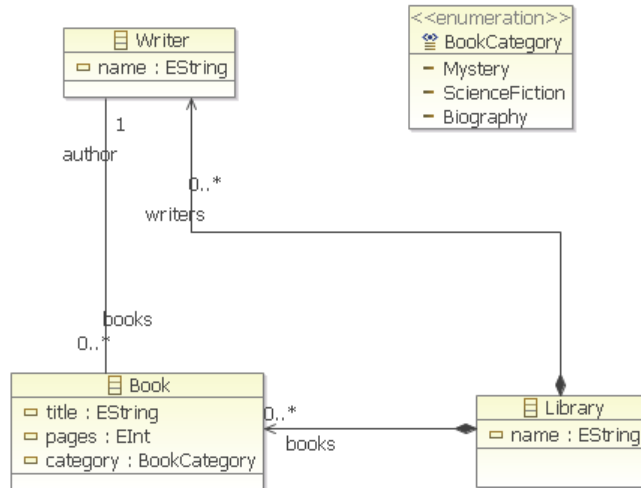 Writer
name : EString
<<enumeration>>
BookCategory
Mystery
ScienceFiction
Biography
1
author
0..*
writers
books
0..*
Book
title : EString
pages : EInt
category : BookCategory
0..*
books
Library
name : EString